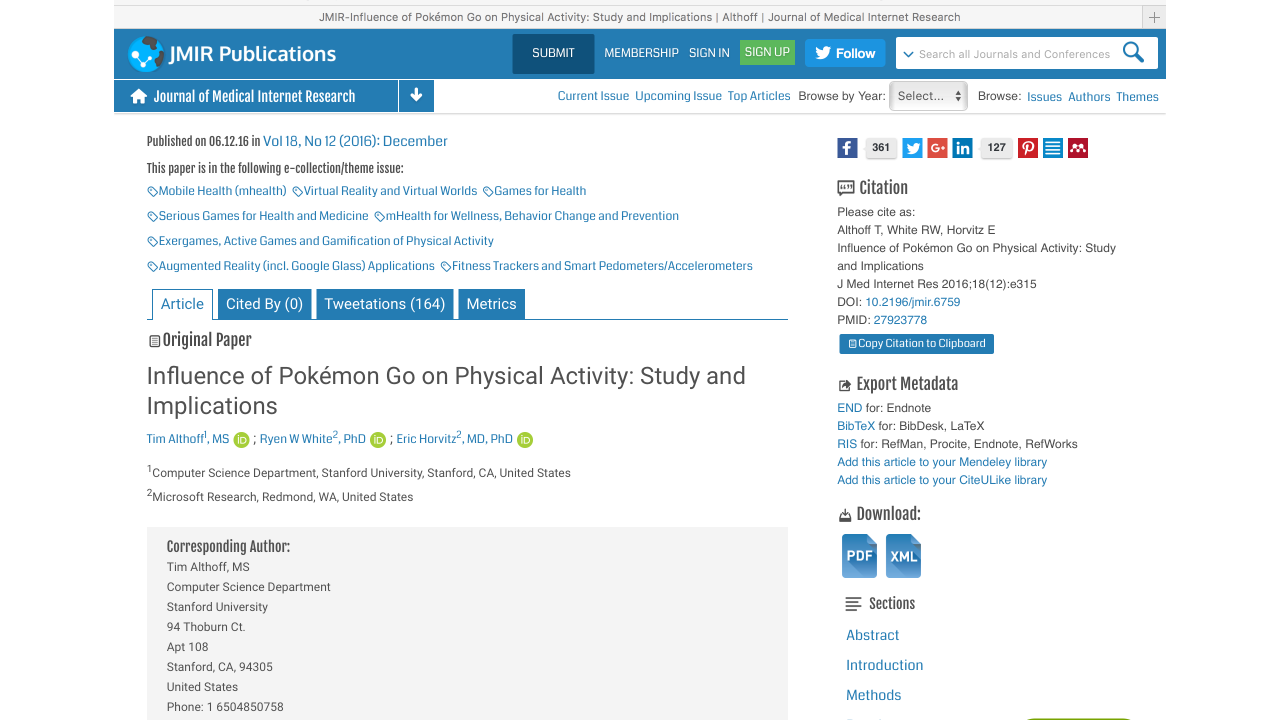 JMIR-Influence of Pokémon Go on Physical Activity: Study and Implications | Althoff | Journal of Medical Internet Research
JMIR Publications
SUBMIT MEMBERSHIP SIGN IN SIGN UP Follow Search all Journals and Conferences
Journal of Medical Internet Research
Current Issue Upcoming Issue Top Articles Browse by Year: Select... Browse: Issues Authors Themes
Published on 06.12.16 in Vol 18, No 12 (2016): December
This paper is in the following e-collection/theme issue:
Mobile Health (mhealth) Virtual Reality and Virtual Worlds Games for Health
Serious Games for Health and Medicine mHealth for Wellness, Behavior Change and Prevention
Exergames, Active Games and Gamification of Physical Activity
Augmented Reality (incl. Google Glass) Applications Fitness Trackers and Smart Pedometers/Accelerometers
Article Cited By (0) Tweetations (164) Metrics
Original Paper
Influence of Pokémon Go on Physical Activity: Study and
Implications
Tim Althoff1, MS iD ; Ryen W White2, PhD iD ; Eric Horvitz2, MD, PhD iD
1Computer Science Department, Stanford University, Stanford, CA, United States
2Microsoft Research, Redmond, WA, United States
Corresponding Author:
Tim Althoff, MS
Computer Science Department
Stanford University
94 Thoburn Ct.
Apt 108
Stanford, CA, 94305
United States
Phone: 1 6504850758
361 127
Citation
Please cite as:
Althoff T, White RW, Horvitz E
Influence of Pokémon Go on Physical Activity: Study
and Implications
J Med Internet Res 2016;18(12):e315
DOI: 10.2196/jmir.6759
PMID: 27923778
Copy Citation to Clipboard
Export Metadata
END for: Endnote
BibTeX for: BibDesk, LaTeX
RIS for: RefMan, Procite, Endnote, RefWorks
Add this article to your Mendeley library
Add this article to your CiteULike library
Download:
PDF XML
Sections
Abstract
Introduction
Methods